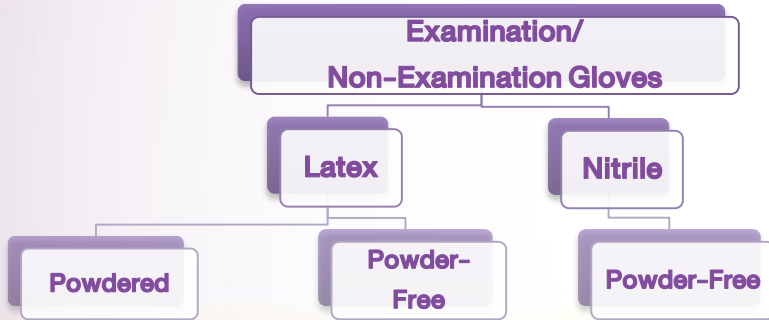 Examination/
Non-Examination Gloves
Latex
Nitrile
Powdered
Powder-
Free
Powder-Free